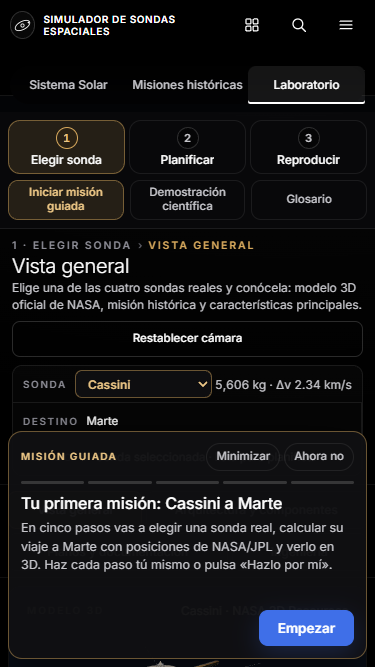 SIMULADOR DE SONDAS
ESPACIALES
Sistema Solar
Misiones históricas
Laboratorio
1
Elegir sonda
2
Planificar
3
Reproducir
Iniciar misión
guiada
Demostración
científica
Glosario
1 · ELEGIR SONDA › VISTA GENERAL
Vista general
Elige una de las cuatro sondas reales y conócela: modelo 3D
oficial de NASA, misión histórica y características principales.
Restablecer cámara
SONDA Cassini 5,606 kg · Δv 2.34 km/s
DESTINO Marte
MISIÓN GUIADA
Minimizar
Ahora no
Tu primera misión: Cassini a Marte
En cinco pasos vas a elegir una sonda real, calcular su
viaje a Marte con posiciones de NASA/JPL y verlo en
3D. Haz cada paso tú mismo o pulsa «Hazlo por mí».
Empezar